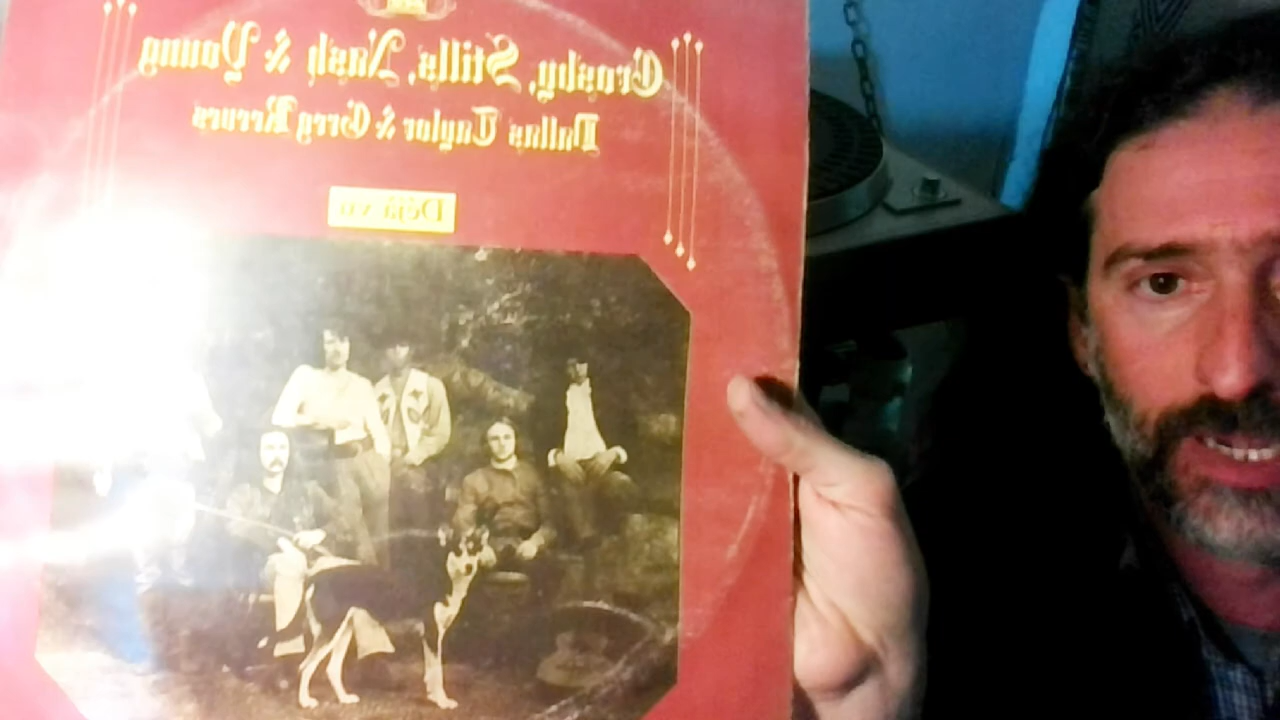 Crosby, Stills, Nash & Young
Dallas Taylor & Greg Reeves
Déjà vu